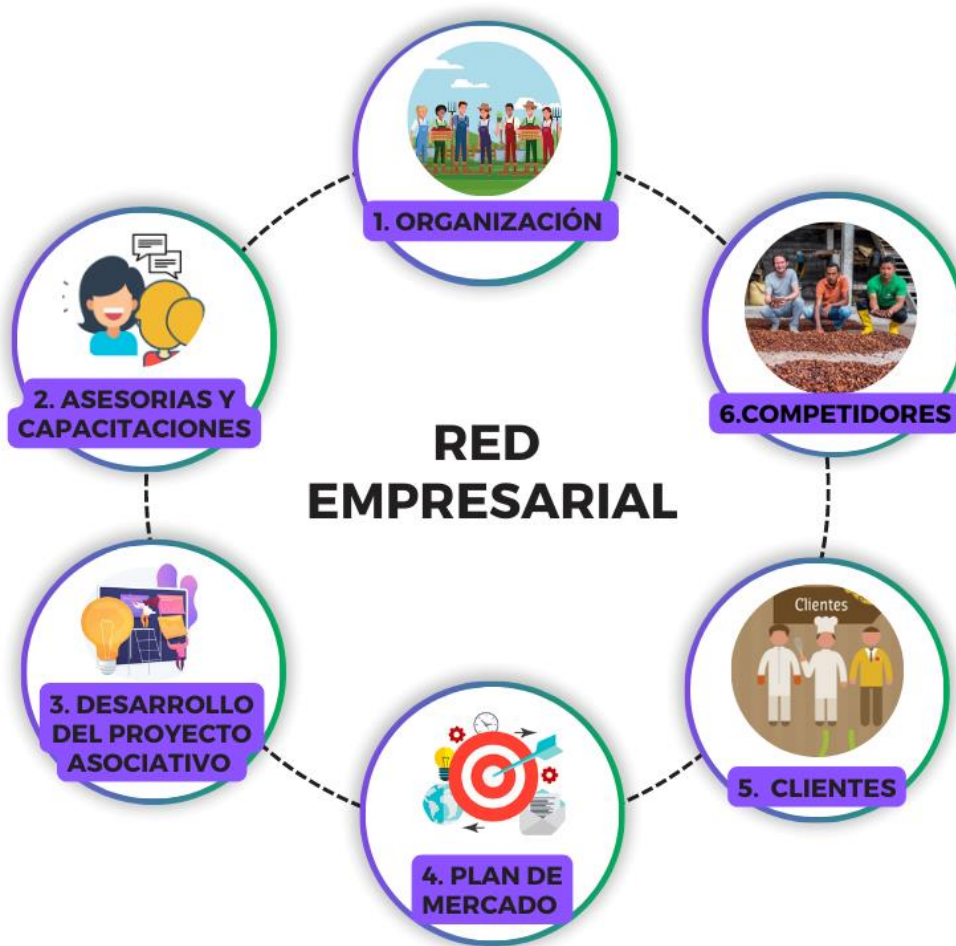 1. ORGANIZACIÓN
2. ASESORIAS Y
CAPACITACIONES
3. DESARROLLO
DEL PROYECTO
ASOCIATIVO
4. PLAN DE
MERCADO
Clientes
5. CLIENTES
6.COMPETIDORES
RED
EMPRESARIAL